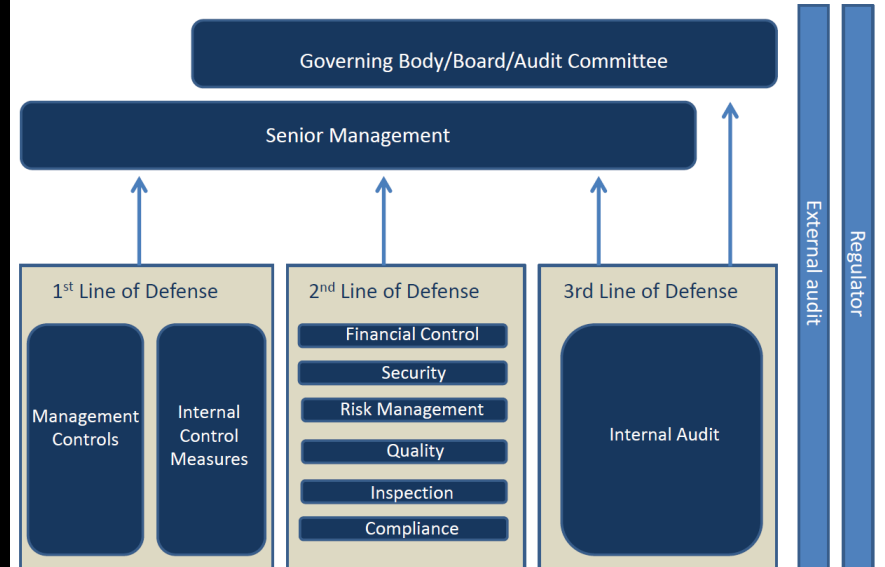 Governing Body/Board/Audit Committee
Senior Management
1st Line of Defense
Management
Controls
Internal
Control
Measures
2nd Line of Defense
Financial Control
Security
Risk Management
Quality
Inspection
Compliance
3rd Line of Defense
Internal Audit
External audit
Regulator